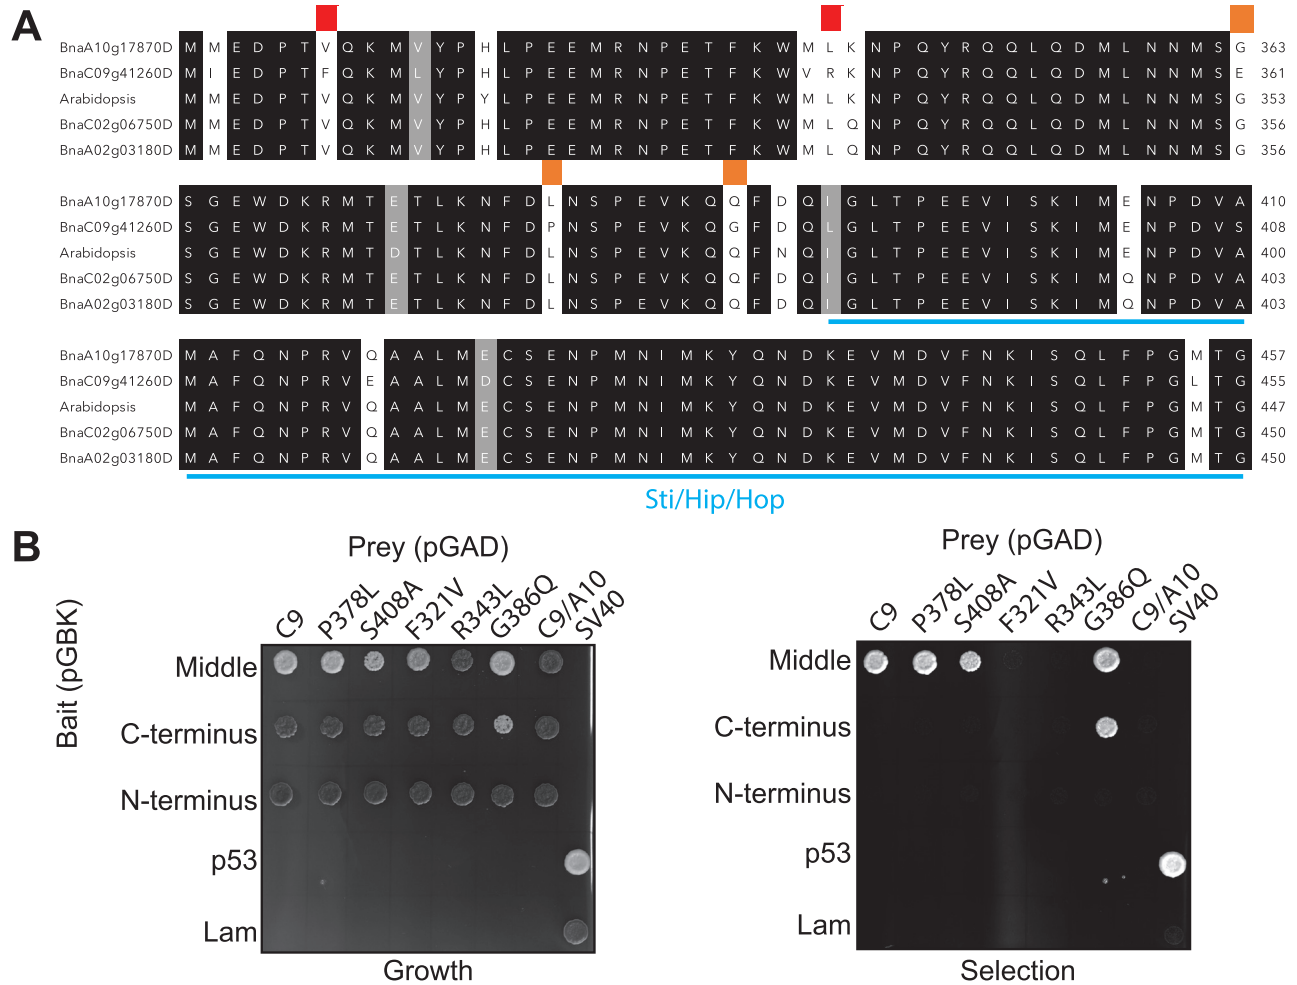 A
BnaA10g17870D M M E D P T V Q K M V Y P H L P E E M R N P E T F K W M L K N P Q Y R Q Q L Q D M L N N M S G 363
BnaC09g41260D M I E D P T F Q K M L Y P H L P E E M R N P E T F K W V R K N P Q Y R Q Q L Q D M L N N M S E 361
Arabidopsis M M E D P T V Q K M V Y P Y L P E E M R N P E T F K W M L K N P Q Y R Q Q L Q D M L N N M S G 353
BnaC02g06750D M M E D P T V Q K M V Y P H L P E E M R N P E T F K W M L Q N P Q Y R Q Q L Q D M L N N M S G 356
BnaA02g03180D M M E D P T V Q K M V Y P H L P E E M R N P E T F K W M L Q N P Q Y R Q Q L Q D M L N N M S G 356
BnaA10g17870D S G E W D K R M T E T L K N F D L N S P E V K Q Q F D Q I G L T P E E V I S K I M E N P D V A 410
BnaC09g41260D S G E W D K R M T E T L K N F D P N S P E V K Q G F D Q L G L T P E E V I S K I M E N P D V S 408
Arabidopsis S G E W D K R M T D T L K N F D L N S P E V K Q Q F N Q I G L T P E E V I S K I M E N P D V A 400
BnaC02g06750D S G E W D K R M T E T L K N F D L N S P E V K Q Q F D Q I G L T P E E V I S K I M Q N P D V A 403
BnaA02g03180D S G E W D K R M T E T L K N F D L N S P E V K Q Q F D Q I G L T P E E V I S K I M Q N P D V A 403
BnaA10g17870D M A F Q N P R V Q A A L M E C S E N P M N I M K Y Q N D K E V M D V F N K I S Q L F P G M T G 457
BnaC09g41260D M A F Q N P R V E A A L M D C S E N P M N I M K Y Q N D K E V M D V F N K I S Q L F P G L T G 455
Arabidopsis M A F Q N P R V Q A A L M E C S E N P M N I M K Y Q N D K E V M D V F N K I S Q L F P G M T G 447
BnaC02g06750D M A F Q N P R V Q A A L M E C S E N P M N I M K Y Q N D K E V M D V F N K I S Q L F P G M T G 450
BnaA02g03180D M A F Q N P R V Q A A L M E C S E N P M N I M K Y Q N D K E V M D V F N K I S Q L F P G M T G 450
Sti/Hip/Hop
B
Prey (pGAD)
C9 P378L S408A F321V R343L G386Q C9/A10 SV40
Bait (pGBK)
Middle
C-terminus
N-terminus
p53
Lam
Growth
Prey (pGAD)
C9 P378L S408A F321V R343L G386Q C9/A10 SV40
Middle
C-terminus
N-terminus
p53
Lam
Selection